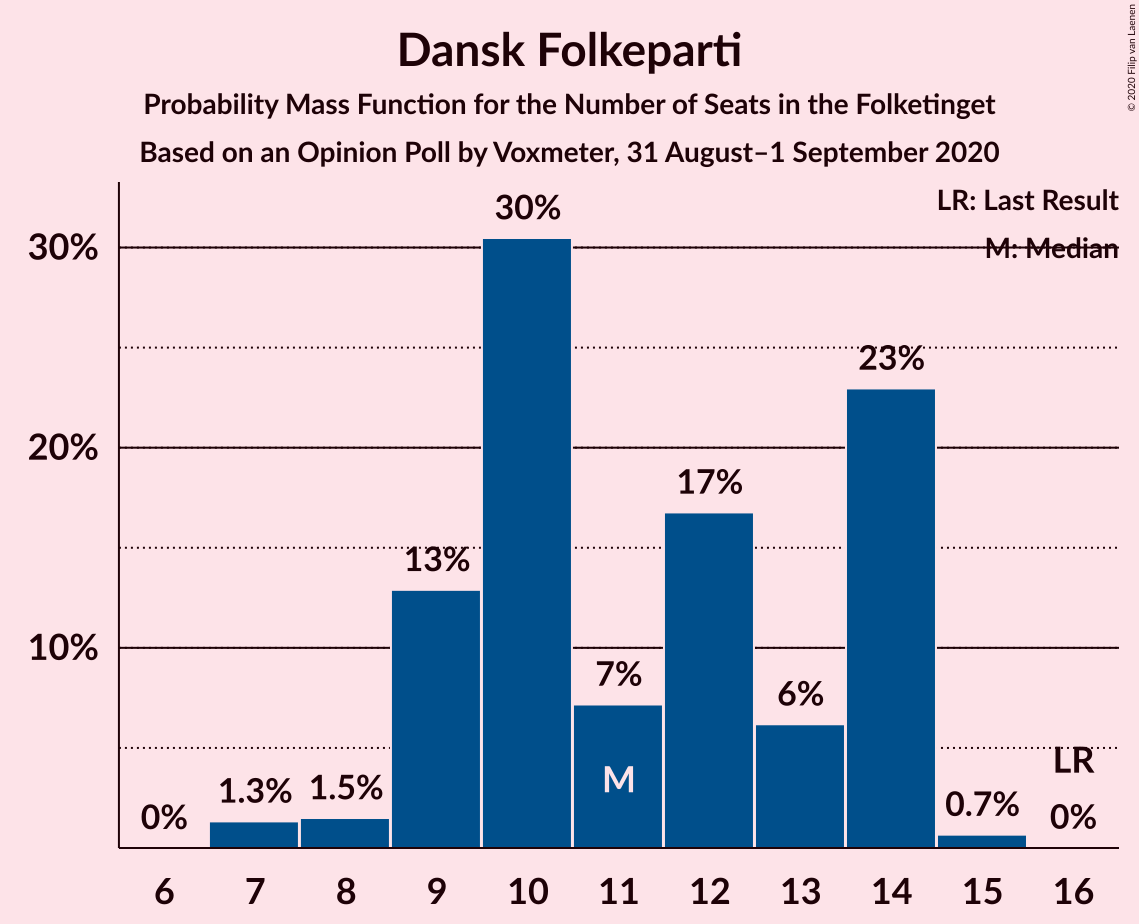 Dansk Folkeparti
Probability Mass Function for the Number of Seats in the Folketinget
Based on an Opinion Poll by Voxmeter, 31 August–1 September 2020
© 2020 Filip van Laenen
LR: Last Result
M: Median
30%
20%
10%
0%
1.3%
1.5%
13%
30%
7%
17%
6%
23%
0.7%
0%
M
LR
6 7 8 9 10 11 12 13 14 15 16